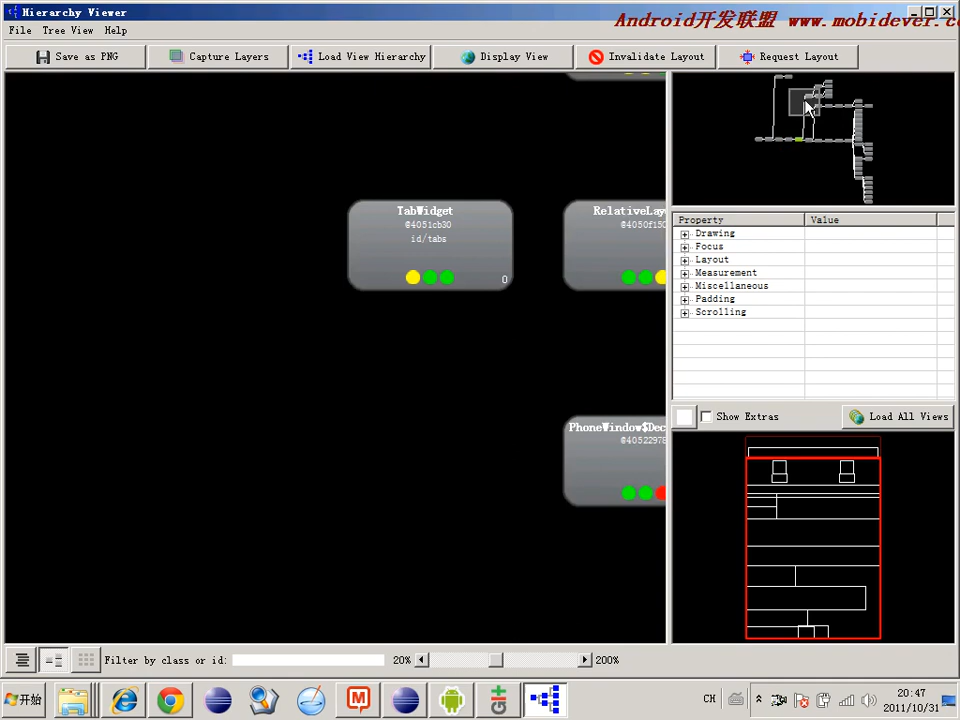 Hierarchy Viewer
Android开发联盟 www.mobidever.co
File Tree View Help
Save as PNG
Capture Layers
Load View Hierarchy
Display View
Invalidate Layout
Request Layout
TabWidget
@4051cb30
id/tabs
0
RelativeLay
@4050f150
PhoneWindow$Dec
@40522978
Property Value
Drawing
Focus
Layout
Measurement
Miscellaneous
Padding
Scrolling
Show Extras
Load All Views
Filter by class or id:
20%
200%
开始
Git
CH
20:47
2011/10/31